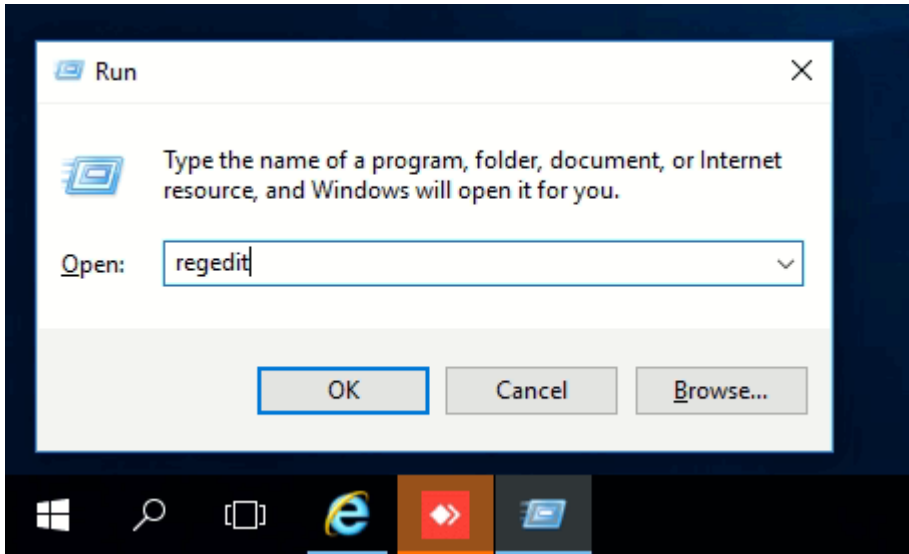 Run
Type the name of a program, folder, document, or Internet
resource, and Windows will open it for you.
Open: regedit
OK Cancel Browse...